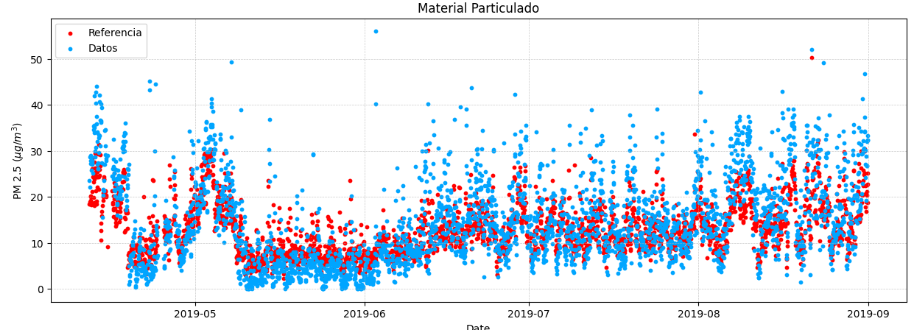 Material Particulado
Referencia
Datos
PM 2.5 (μg/m³)
50
40
30
20
10
0
2019-05
2019-06
2019-07
2019-08
2019-09
Date